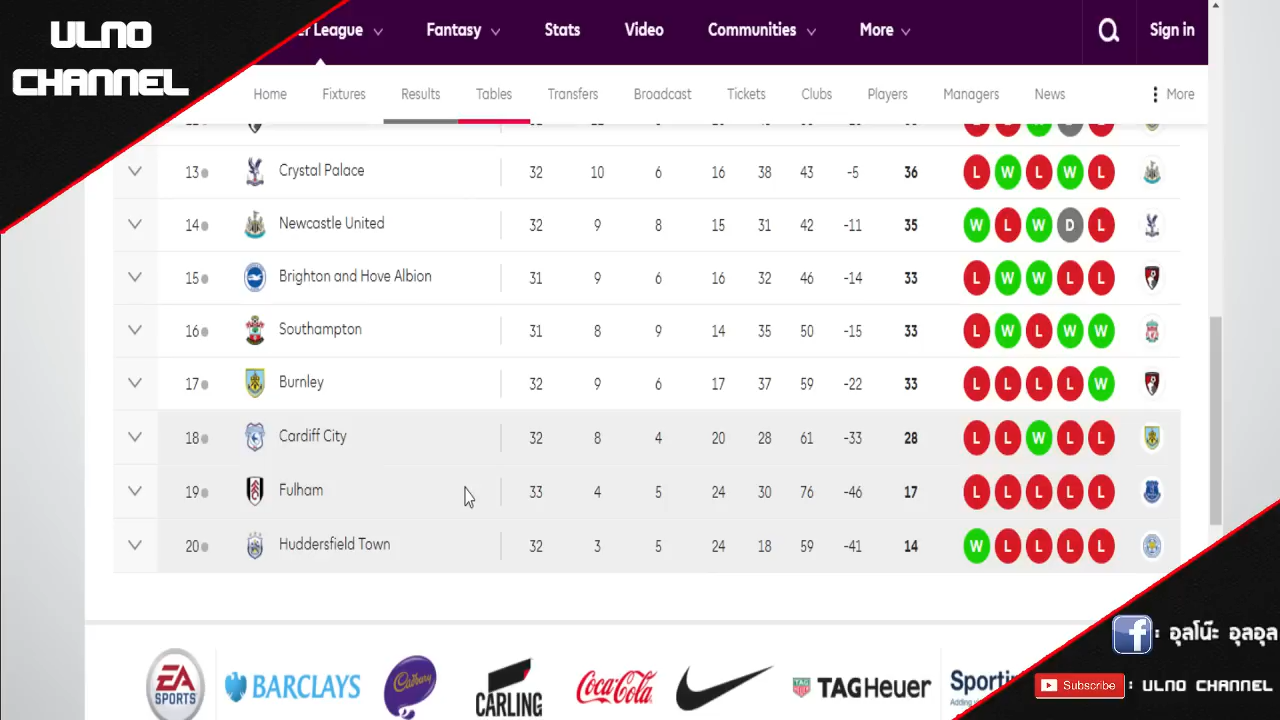 ULNO
CHANNEL
er League Fantasy Stats Video Communities More Sign in
Home Fixtures Results Tables Transfers Broadcast Tickets Clubs Players Managers News More
13 Crystal Palace 32 10 6 16 38 43 -5 36 L W L W L
14 Newcastle United 32 9 8 15 31 42 -11 35 W L W D L
15 Brighton and Hove Albion 31 9 6 16 32 46 -14 33 L W W L L
16 Southampton 31 8 9 14 35 50 -15 33 L W L W W
17 Burnley 32 9 6 17 37 59 -22 33 L L L L W
18 Cardiff City 32 8 4 20 28 61 -33 28 L L W L L
19 Fulham 33 4 5 24 30 76 -46 17 L L L L L
20 Huddersfield Town 32 3 5 24 18 59 -41 14 W L L L L
f : อุลโน๊ะ อุลอุล
EA SPORTS BARCLAYS Cadbury CARLING Coca-Cola TAG HEUER TAGHeuer Sportin
Subscribe : ULNO CHANNEL